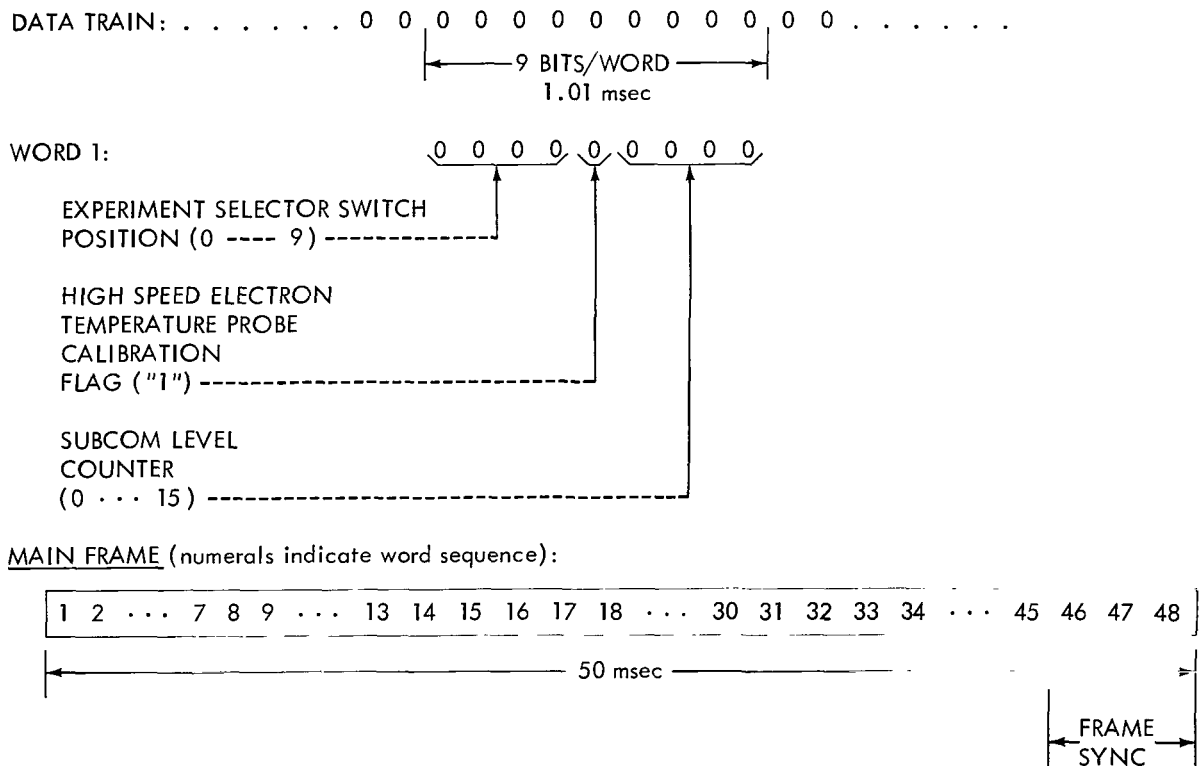 DATA TRAIN: . . . . . . 0 0 0 0 0 0 0 0 0 0 0 0 0 . . . . . .
9 BITS/WORD
1.01 msec
WORD 1: 0 0 0 0 0 0 0 0 0
EXPERIMENT SELECTOR SWITCH
POSITION (0 ---- 9) ------------
HIGH SPEED ELECTRON
TEMPERATURE PROBE
CALIBRATION
FLAG ("1") ----------------------------
SUBCOM LEVEL
COUNTER
(0 ··· 15) ----------------------------------
MAIN FRAME (numerals indicate word sequence):
1 2 ··· 7 8 9 ··· 13 14 15 16 17 18 ··· 30 31 32 33 34 ··· 45 46 47 48
50 msec
FRAME
SYNC